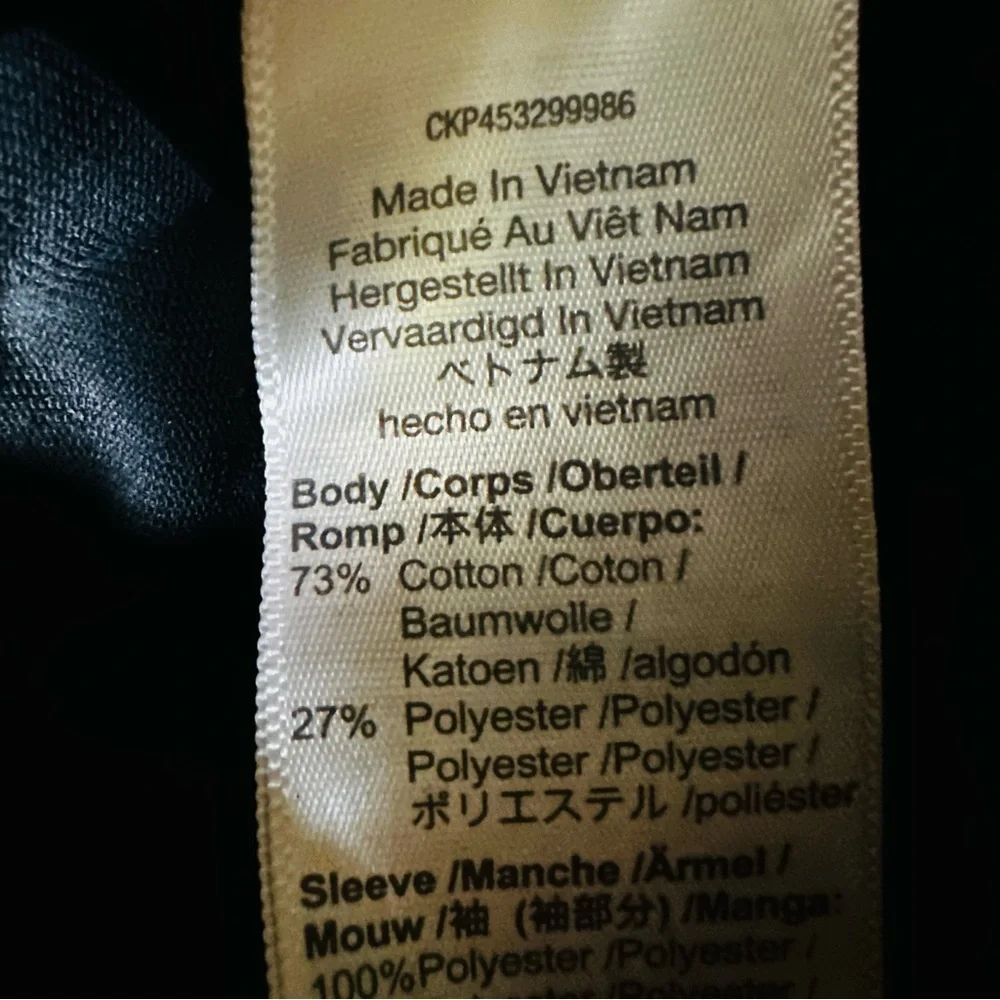 CKP453299986
Made In Vietnam
Fabriqué Au Viêt Nam
Hergestellt In Vietnam
Vervaardigd In Vietnam
ベトナム製
hecho en vietnam
Body /Corps /Oberteil /
Romp /本体 /Cuerpo:
73% Cotton /Coton /
Baumwolle /
Katoen /綿 /algodón
27% Polyester /Polyester /
Polyester /Polyester /
ポリエステル /poliéster
Sleeve /Manche /Ärmel /
Mouw /袖 (袖部分) /Manga:
100%Polyester /Polyester /